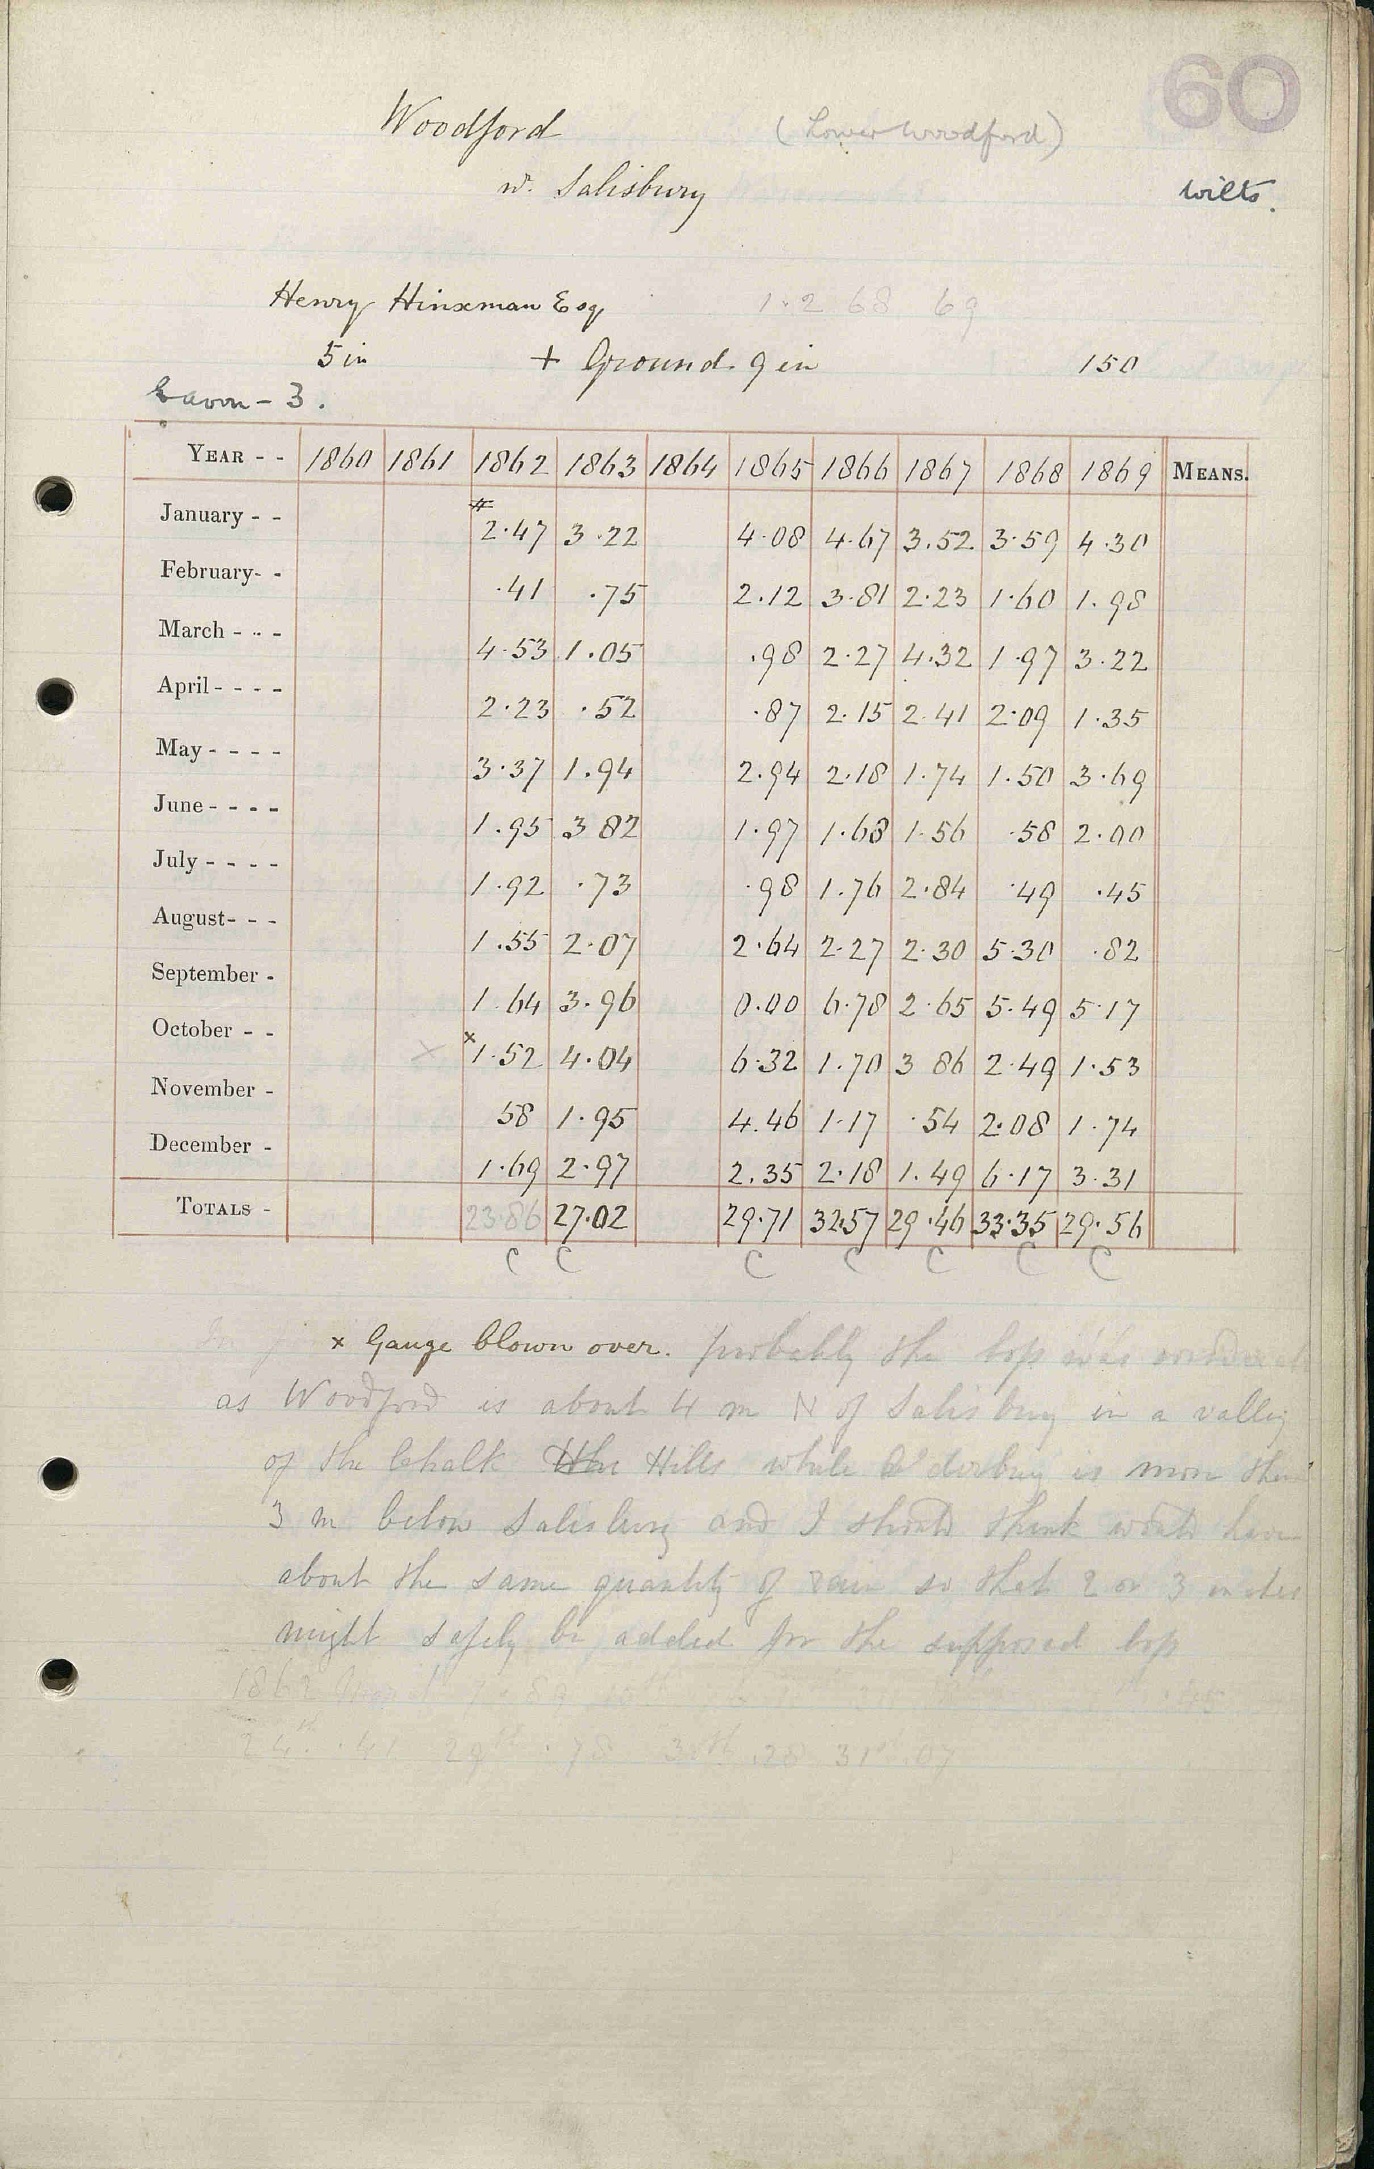 60
Woodford (Lower Woodford)
nr. Salisbury Wilts.
Henry Hinxman Esq 1.2 68 69
5 in + Ground 9 in 150
Eavon - 3.
YEAR - - 1860 1861 1862 1863 1864 1865 1866 1867 1868 1869 MEANS.
January - - # 2.47 3.22 4.08 4.67 3.52 3.59 4.30
February - - .41 .75 2.12 3.81 2.23 1.60 1.98
March - - - 4.53 1.05 .98 2.27 4.32 1.97 3.22
April - - - - 2.23 .52 .87 2.15 2.41 2.09 1.35
May - - - - 3.37 1.94 2.94 2.18 1.74 1.50 3.69
June - - - - 1.95 3 82 1.97 1.63 1.56 .58 2.00
July - - - - 1.92 .73 .98 1.76 2.84 .49 .45
August - - - 1.55 2.07 2.64 2.27 2.30 5.30 .82
September - 1 64 3.96 0.00 6.78 2.65 5.49 5.17
October - - x x 1.52 4.04 6.32 1.70 3 86 2.49 1.53
November - 58 1.95 4.46 1.17 .54 2.08 1.74
December - 1.69 2.97 2.35 2.18 1.49 6.17 3.31
TOTALS - 23.86 27.02 29.71 32.57 29.46 33.35 29.56
C C C C C C C
x Gauge blown over. probably the loss was
as Woodford is about 4 m N of Salisbury in a valley
of the Chalk Hills while is more than
3 m below Salisbury and I should think would have
about the same quantity of rain so that 2 or 3 inches
might safely be added for the supposed loss
1862 .45
24th .41 29th .78 30th .28 31st .07